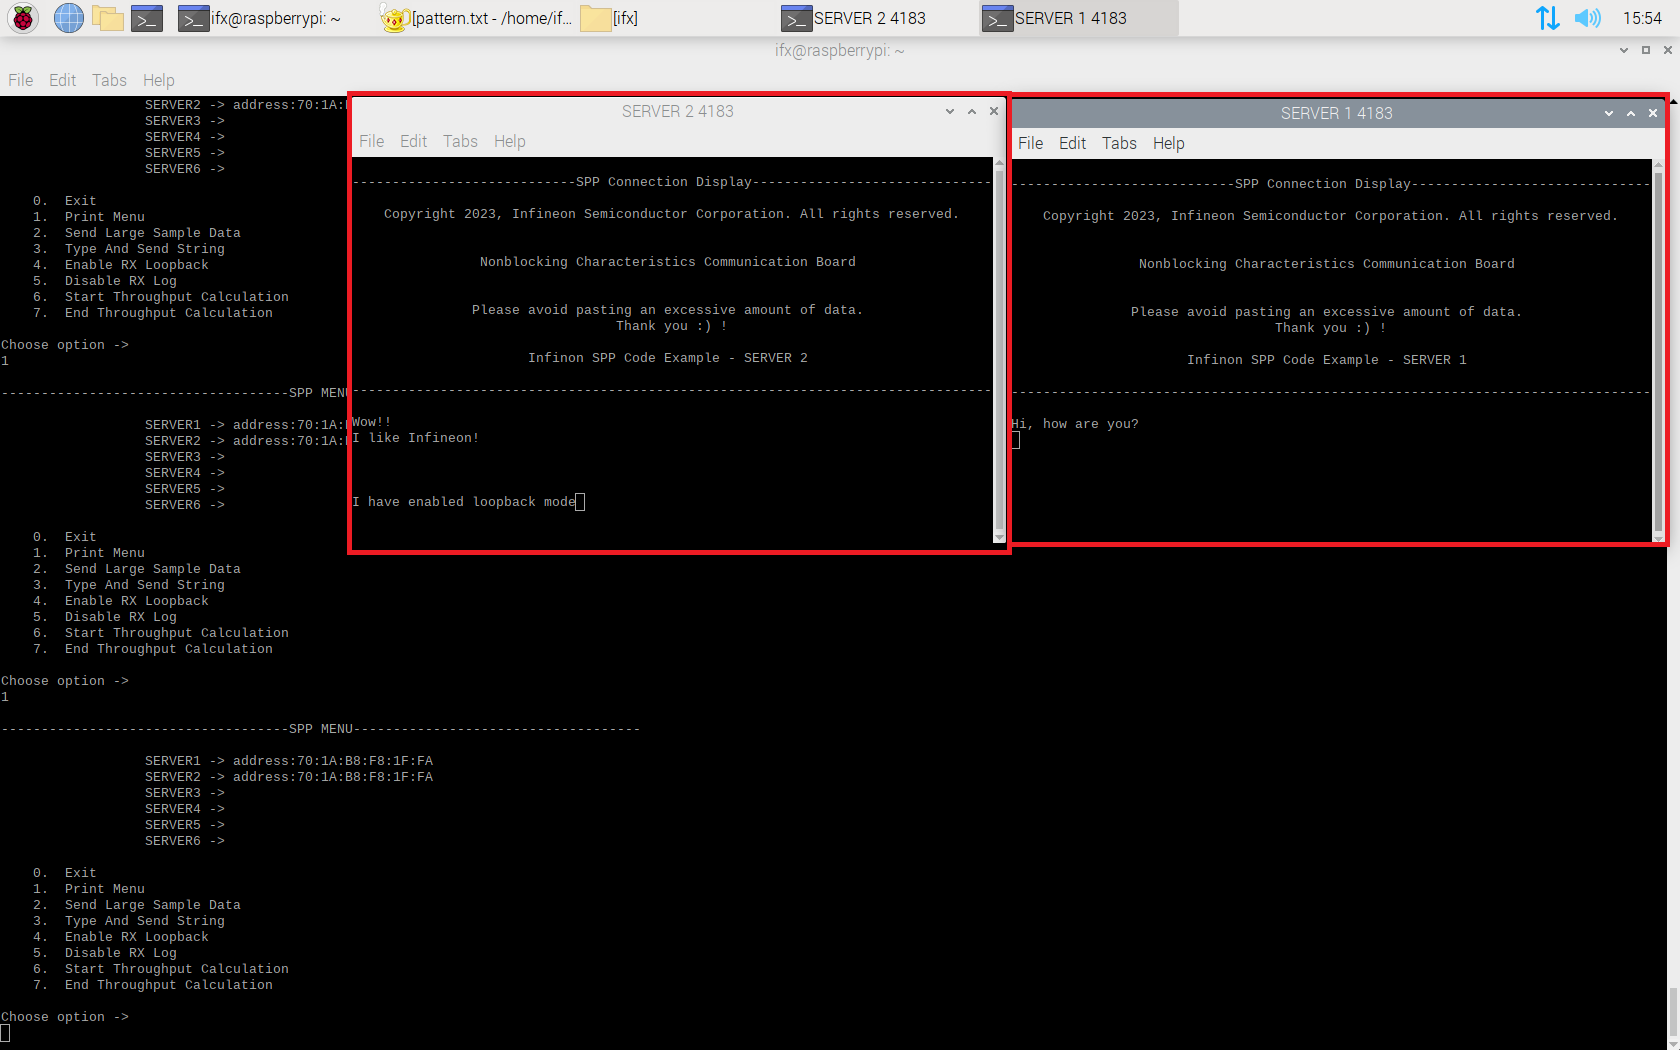 ifx@raspberrypi: ~
[pattern.txt - /home/if...
[ifx]
SERVER 2 4183
SERVER 1 4183
15:54
ifx@raspberrypi: ~
File Edit Tabs Help
SERVER2 -> address:70:1A:
SERVER3 ->
SERVER4 ->
SERVER5 ->
SERVER6 ->
0. Exit
1. Print Menu
2. Send Large Sample Data
3. Type And Send String
4. Enable RX Loopback
5. Disable RX Log
6. Start Throughput Calculation
7. End Throughput Calculation
Choose option ->
1
------------------------------------SPP MENU
SERVER1 -> address:70:1A:
SERVER2 -> address:70:1A:
SERVER3 ->
SERVER4 ->
SERVER5 ->
SERVER6 ->
0. Exit
1. Print Menu
2. Send Large Sample Data
3. Type And Send String
4. Enable RX Loopback
5. Disable RX Log
6. Start Throughput Calculation
7. End Throughput Calculation
Choose option ->
1
------------------------------------SPP MENU------------------------------------
SERVER1 -> address:70:1A:B8:F8:1F:FA
SERVER2 -> address:70:1A:B8:F8:1F:FA
SERVER3 ->
SERVER4 ->
SERVER5 ->
SERVER6 ->
0. Exit
1. Print Menu
2. Send Large Sample Data
3. Type And Send String
4. Enable RX Loopback
5. Disable RX Log
6. Start Throughput Calculation
7. End Throughput Calculation
Choose option ->
SERVER 2 4183
File Edit Tabs Help
----------------------------SPP Connection Display------------------------------
Copyright 2023, Infineon Semiconductor Corporation. All rights reserved.
Nonblocking Characteristics Communication Board
Please avoid pasting an excessive amount of data.
Thank you :) !
Infinon SPP Code Example - SERVER 2
--------------------------------------------------------------------------------
Wow!!
I like Infineon!
I have enabled loopback mode
SERVER 1 4183
File Edit Tabs Help
----------------------------SPP Connection Display------------------------------
Copyright 2023, Infineon Semiconductor Corporation. All rights reserved.
Nonblocking Characteristics Communication Board
Please avoid pasting an excessive amount of data.
Thank you :) !
Infinon SPP Code Example - SERVER 1
--------------------------------------------------------------------------------
Hi, how are you?